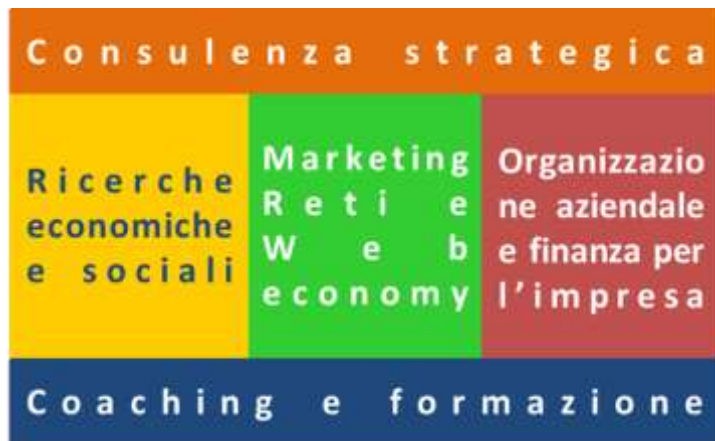 Consulenza strategica
Ricerche
economiche
e sociali
Marketing
Reti e
Web
economy
Organizzazio
ne aziendale
e finanza per
l'impresa
Coaching e formazione